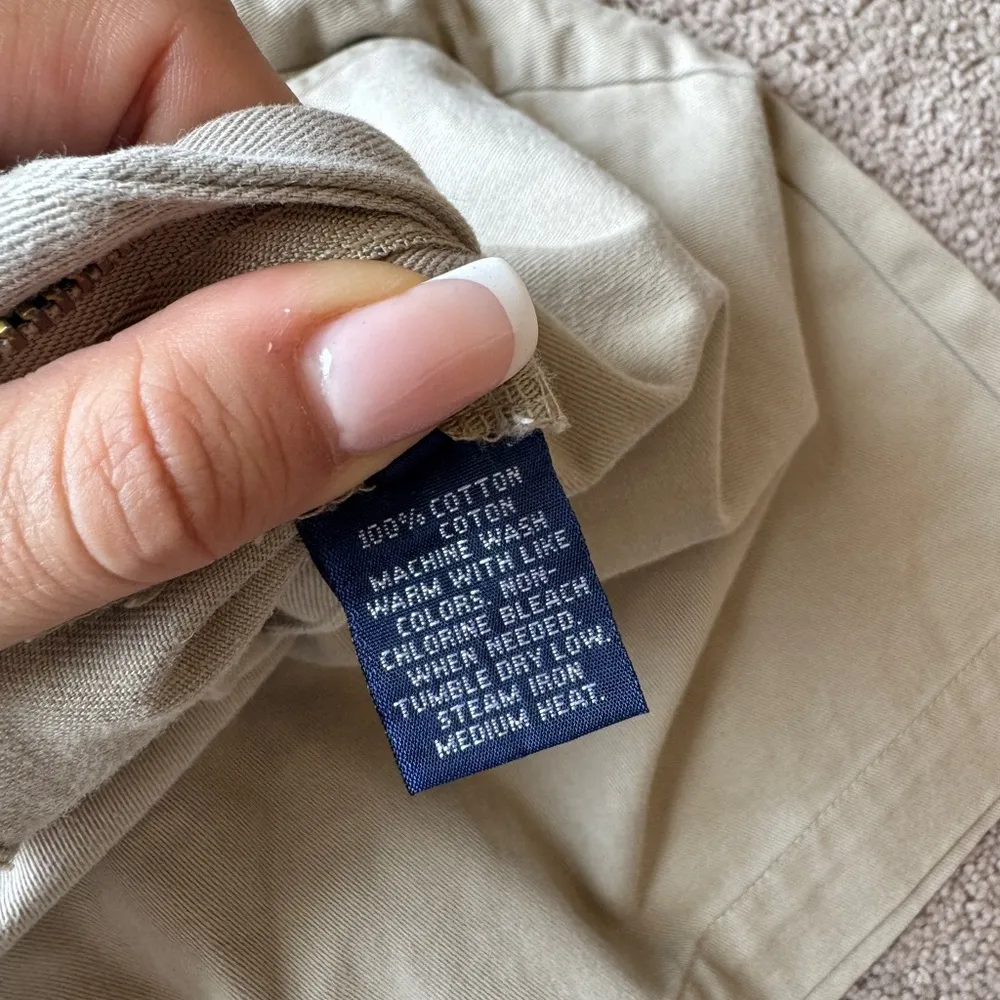 100% COTTON
COTON
MACHINE WASH
WARM WITH LIKE
COLORS. NON-
CHLORINE BLEACH
WHEN NEEDED.
TUMBLE DRY LOW.
STEAM IRON
MEDIUM HEAT.